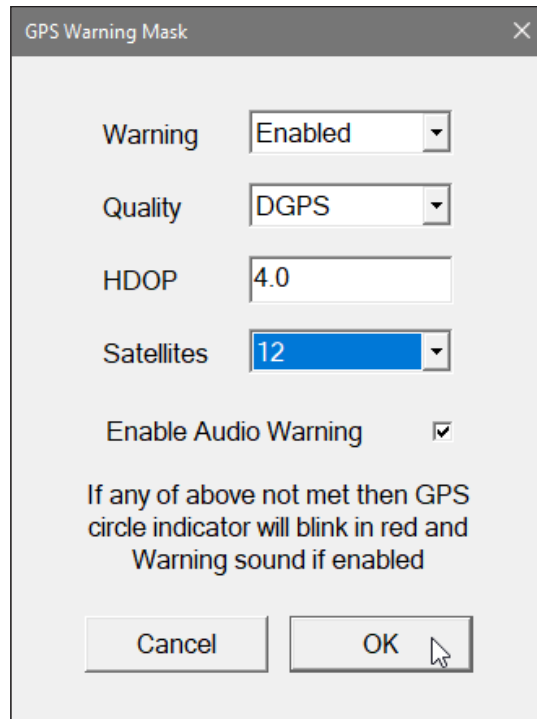 GPS Warning Mask
Warning Enabled
Quality DGPS
HDOP 4.0
Satellites 12
Enable Audio Warning
If any of above not met then GPS
circle indicator will blink in red and
Warning sound if enabled
Cancel OK